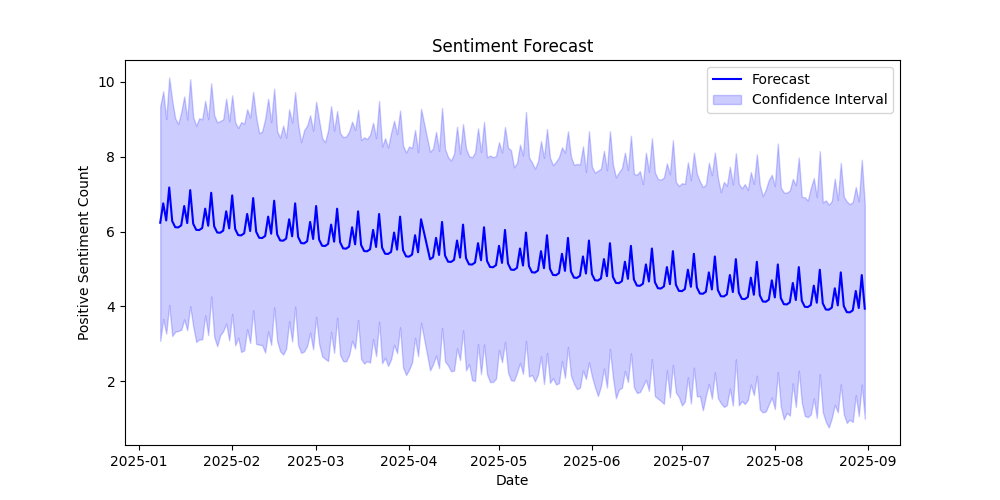 Sentiment Forecast
Forecast
Confidence Interval
Positive Sentiment Count
10
8
6
4
2
2025-01 2025-02 2025-03 2025-04 2025-05 2025-06 2025-07 2025-08 2025-09
Date